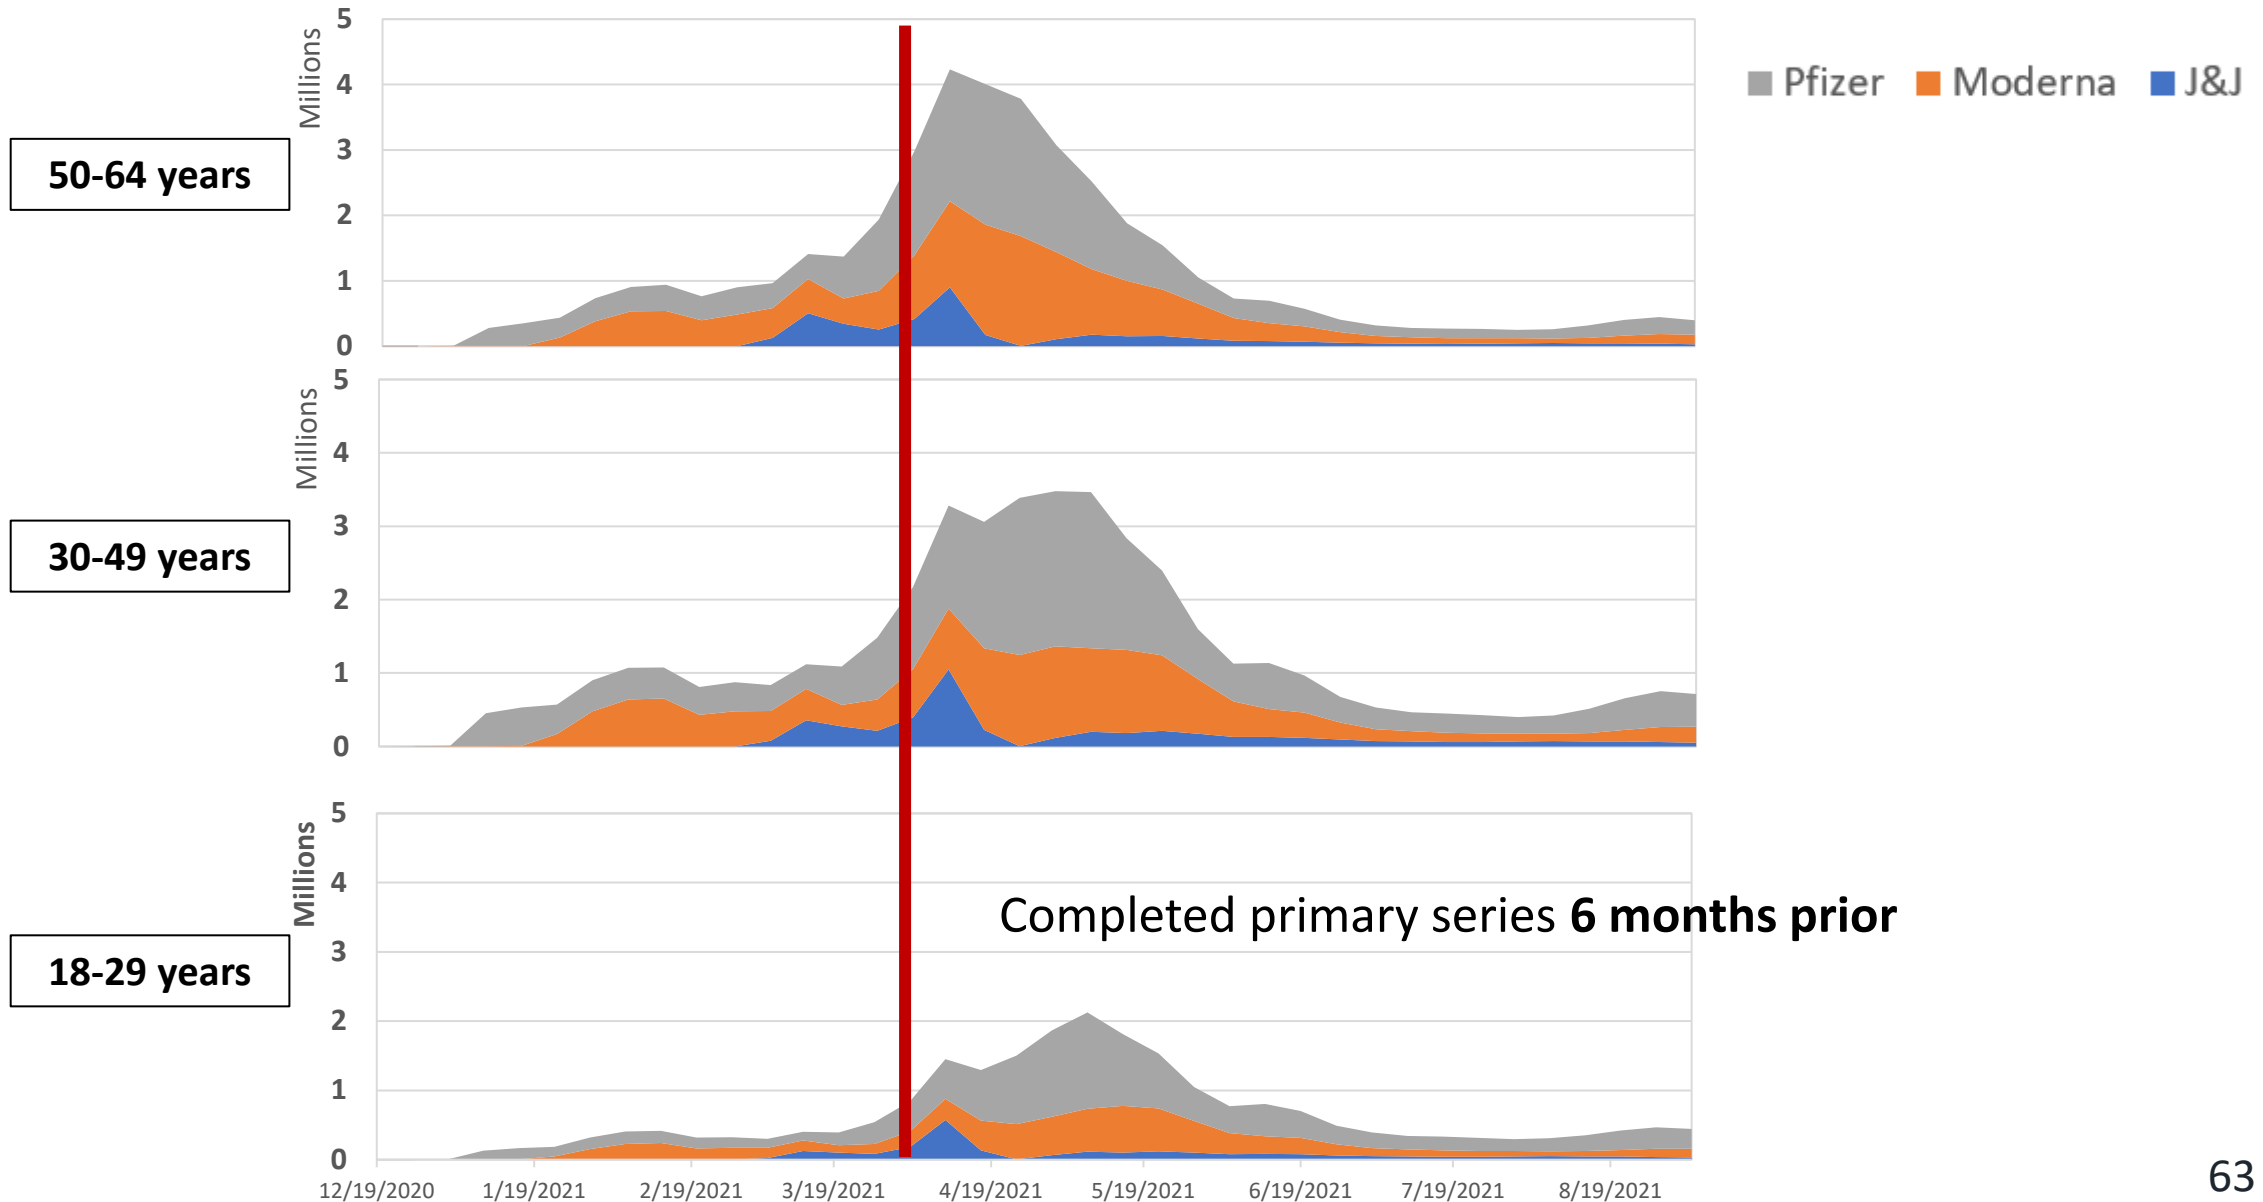 5
Millions
4
3
2
1
0
50-64 years
Pfizer Moderna J&J
5
Millions
4
3
2
1
0
30-49 years
5
Millions
4
3
2
1
0
18-29 years
Completed primary series 6 months prior
12/19/2020 1/19/2021 2/19/2021 3/19/2021 4/19/2021 5/19/2021 6/19/2021 7/19/2021 8/19/2021
63